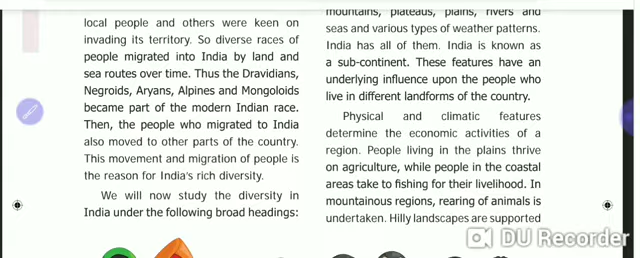 local people and others were keen on
invading its territory. So diverse races of
people migrated into India by land and
sea routes over time. Thus the Dravidians,
Negroids, Aryans, Alpines and Mongoloids
became part of the modern Indian race.
Then, the people who migrated to India
also moved to other parts of the country.
This movement and migration of people is
the reason for India's rich diversity.
We will now study the diversity in
India under the following broad headings:
mountains, plateaus, plains, rivers and
seas and various types of weather patterns.
India has all of them. India is known as
a sub-continent. These features have an
underlying influence upon the people who
live in different landforms of the country.
Physical and climatic features
determine the economic activities of a
region. People living in the plains thrive
on agriculture, while people in the coastal
areas take to fishing for their livelihood. In
mountainous regions, rearing of animals is
undertaken. Hilly landscapes are supported
DU Recorder